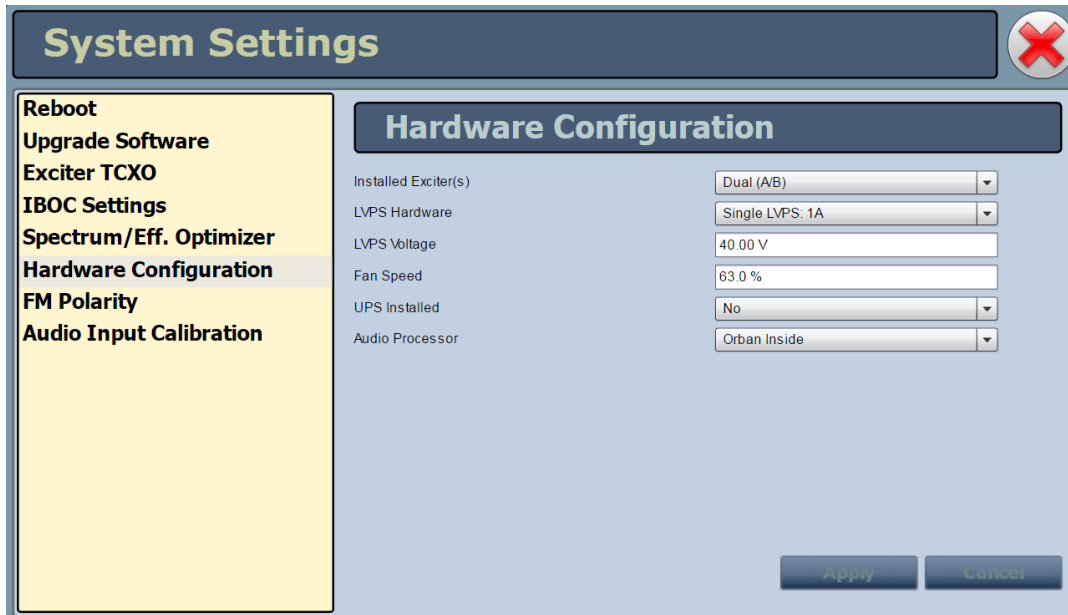 System Settings
Reboot
Upgrade Software
Exciter TCXO
IBOC Settings
Spectrum/Eff. Optimizer
Hardware Configuration
FM Polarity
Audio Input Calibration
Hardware Configuration
Installed Exciter(s) Dual (A/B)
LVPS Hardware Single LVPS: 1A
LVPS Voltage 40.00 V
Fan Speed 63.0 %
UPS Installed No
Audio Processor Orban Inside
Apply Cancel